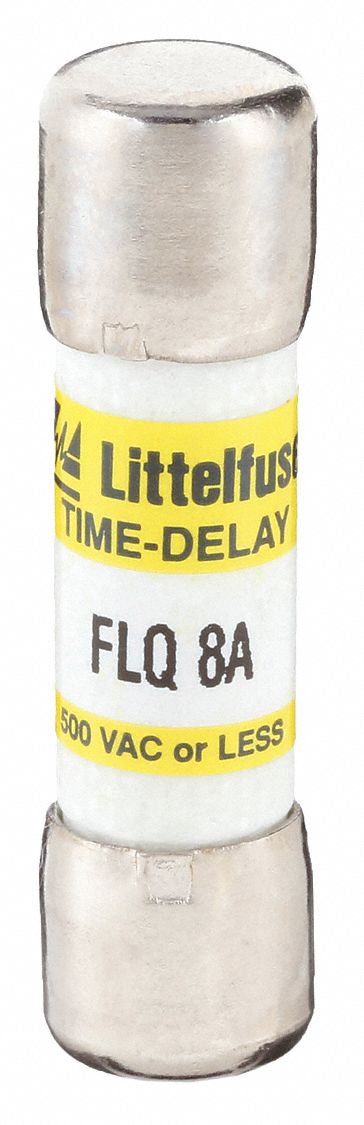 Littelfuse
TIME-DELAY
FLQ 8A
500 VAC or LESS